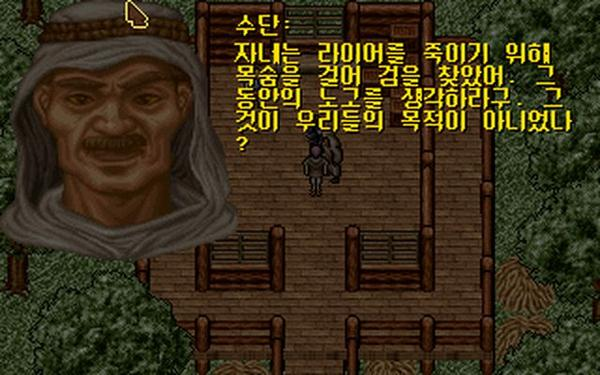 수단:
자네는 라이어를 죽이기 위해
목숨을 걸어 검을 찾았어. 그
동안의 노고를 생각하라구. 그
것이 우리들의 목적이 아니었다
?